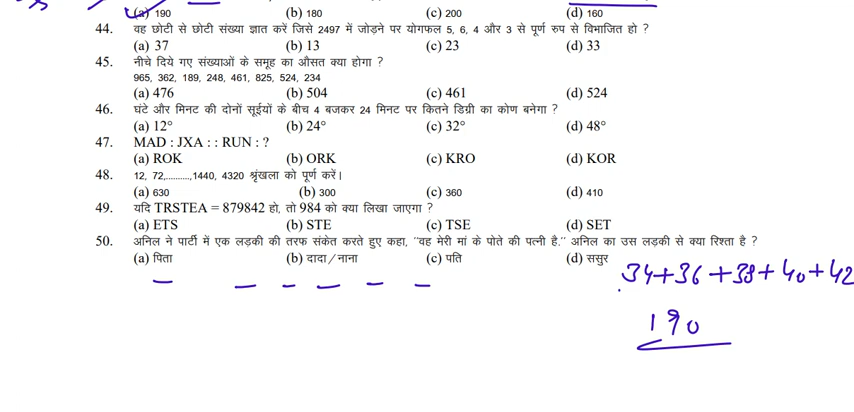 (a) 190 (b) 180 (c) 200 (d) 160
44. वह छोटी से छोटी संख्या ज्ञात करें जिसे 2497 में जोड़ने पर योगफल 5, 6, 4 और 3 से पूर्ण रुप से विभाजित हो ?
(a) 37 (b) 13 (c) 23 (d) 33
45. नीचे दिये गए संख्याओं के समूह का औसत क्या होगा ?
965, 362, 189, 248, 461, 825, 524, 234
(a) 476 (b) 504 (c) 461 (d) 524
46. घंटे और मिनट की दोनों सूईयों के बीच 4 बजकर 24 मिनट पर कितने डिग्री का कोण बनेगा ?
(a) 12° (b) 24° (c) 32° (d) 48°
47. MAD : JXA : : RUN : ?
(a) ROK (b) ORK (c) KRO (d) KOR
48. 12, 72,..........,1440, 4320 श्रृंखला को पूर्ण करें।
(a) 630 (b) 300 (c) 360 (d) 410
49. यदि TRSTEA = 879842 हो, तो 984 को क्या लिखा जाएगा ?
(a) ETS (b) STE (c) TSE (d) SET
50. अनिल ने पार्टी में एक लड़की की तरफ संकेत करते हुए कहा, "वह मेरी मां के पोते की पत्नी है." अनिल का उस लड़की से क्या रिश्ता है ?
(a) पिता (b) दादा/नाना (c) पति (d) ससुर
34+36+38+40+42
190